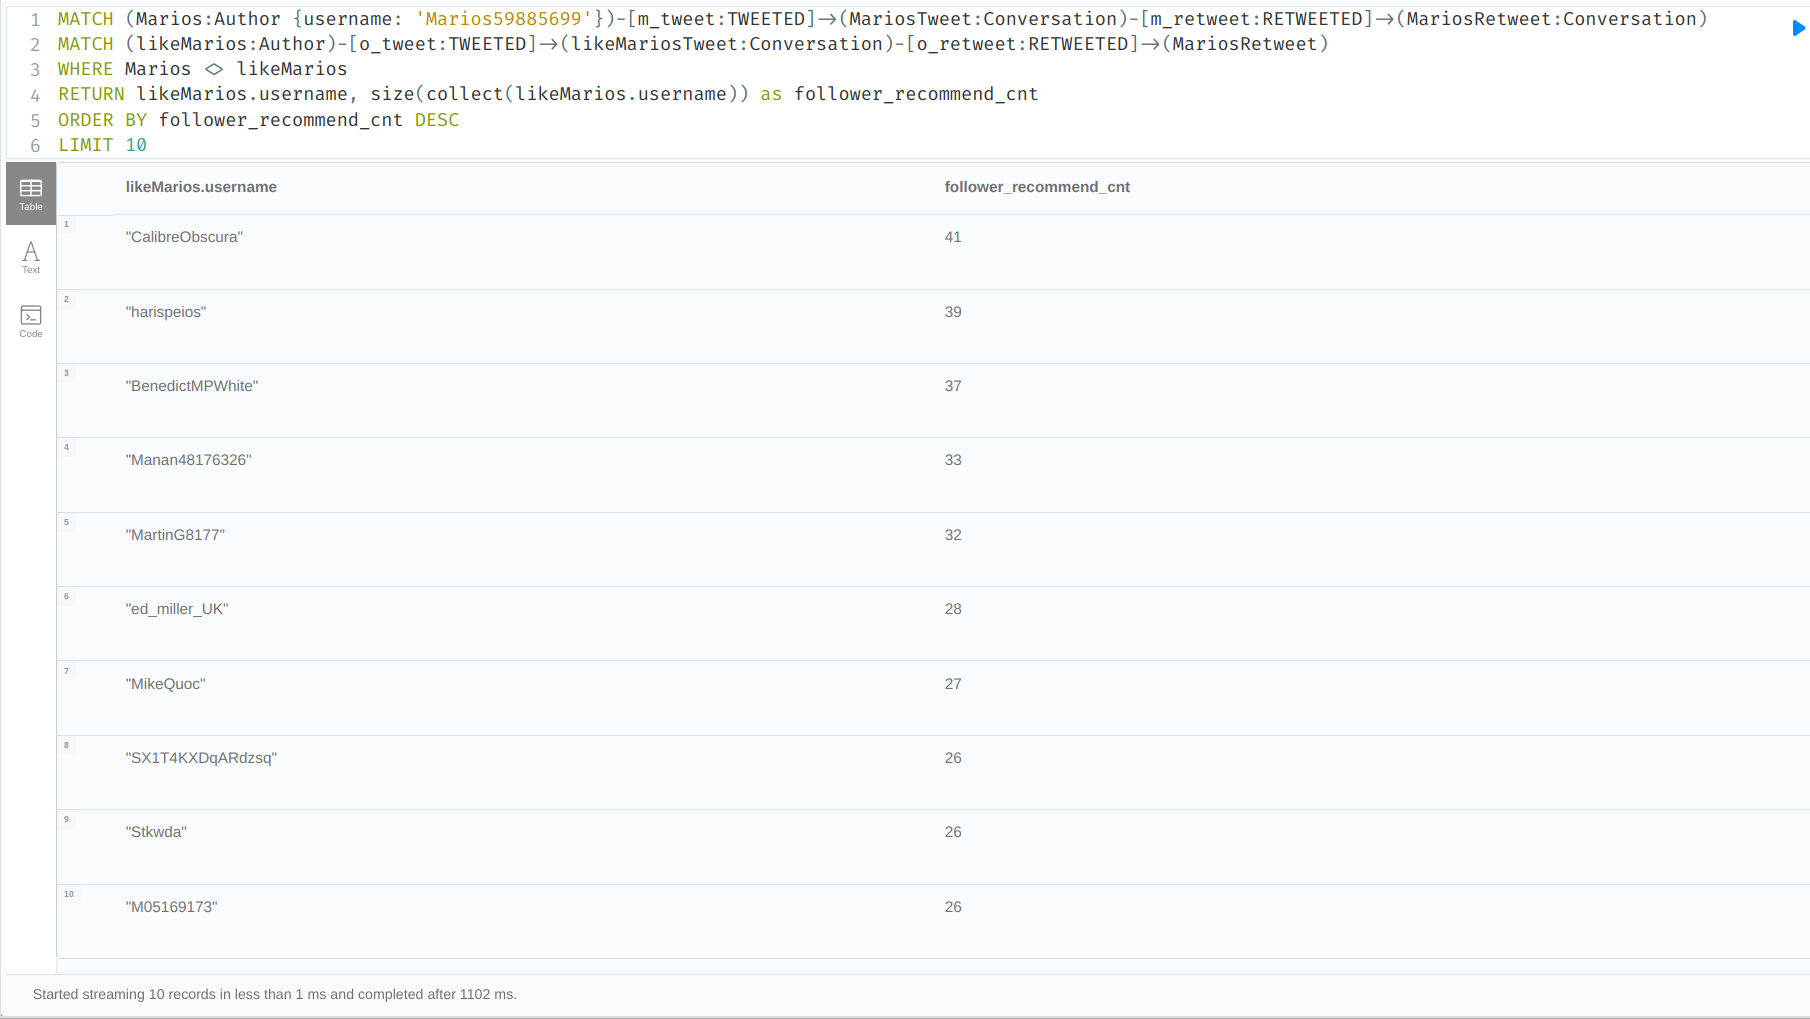 1 MATCH (Marios:Author {username: 'Marios59885699'})-[m_tweet:TWEETED]→(MariosTweet:Conversation)-[m_retweet:RETWEETED]→(MariosRetweet:Conversation)
2 MATCH (likeMarios:Author)-[o_tweet:TWEETED]→(likeMariosTweet:Conversation)-[o_retweet:RETWEETED]→(MariosRetweet)
3 WHERE Marios <> likeMarios
4 RETURN likeMarios.username, size(collect(likeMarios.username)) as follower_recommend_cnt
5 ORDER BY follower_recommend_cnt DESC
6 LIMIT 10
Table
Text
Code
likeMarios.username follower_recommend_cnt
1 "CalibreObscura" 41
2 "harispeios" 39
3 "BenedictMPWhite" 37
4 "Manan48176326" 33
5 "MartinG8177" 32
6 "ed_miller_UK" 28
7 "MikeQuoc" 27
8 "SX1T4KXDqARdzsq" 26
9 "Stkwda" 26
10 "M05169173" 26
Started streaming 10 records in less than 1 ms and completed after 1102 ms.